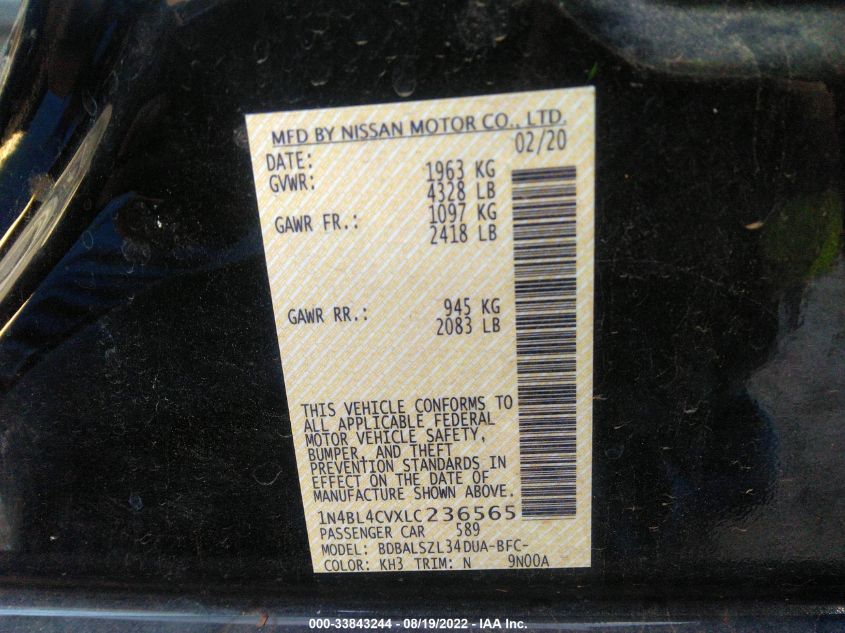 MFD BY NISSAN MOTOR CO., LTD.
DATE: 02/20
GVWR: 1963 KG
4328 LB
GAWR FR.: 1097 KG
2418 LB
GAWR RR.: 945 KG
2083 LB
THIS VEHICLE CONFORMS TO
ALL APPLICABLE FEDERAL
MOTOR VEHICLE SAFETY,
BUMPER, AND THEFT
PREVENTION STANDARDS IN
EFFECT ON THE DATE OF
MANUFACTURE SHOWN ABOVE.
1N4BL4CVXLC236565
PASSENGER CAR 589
MODEL: BDBALSZL34DUA-BFC-
COLOR: KH3 TRIM: N 9N00A
000-33843244 - 08/19/2022 - IAA Inc.